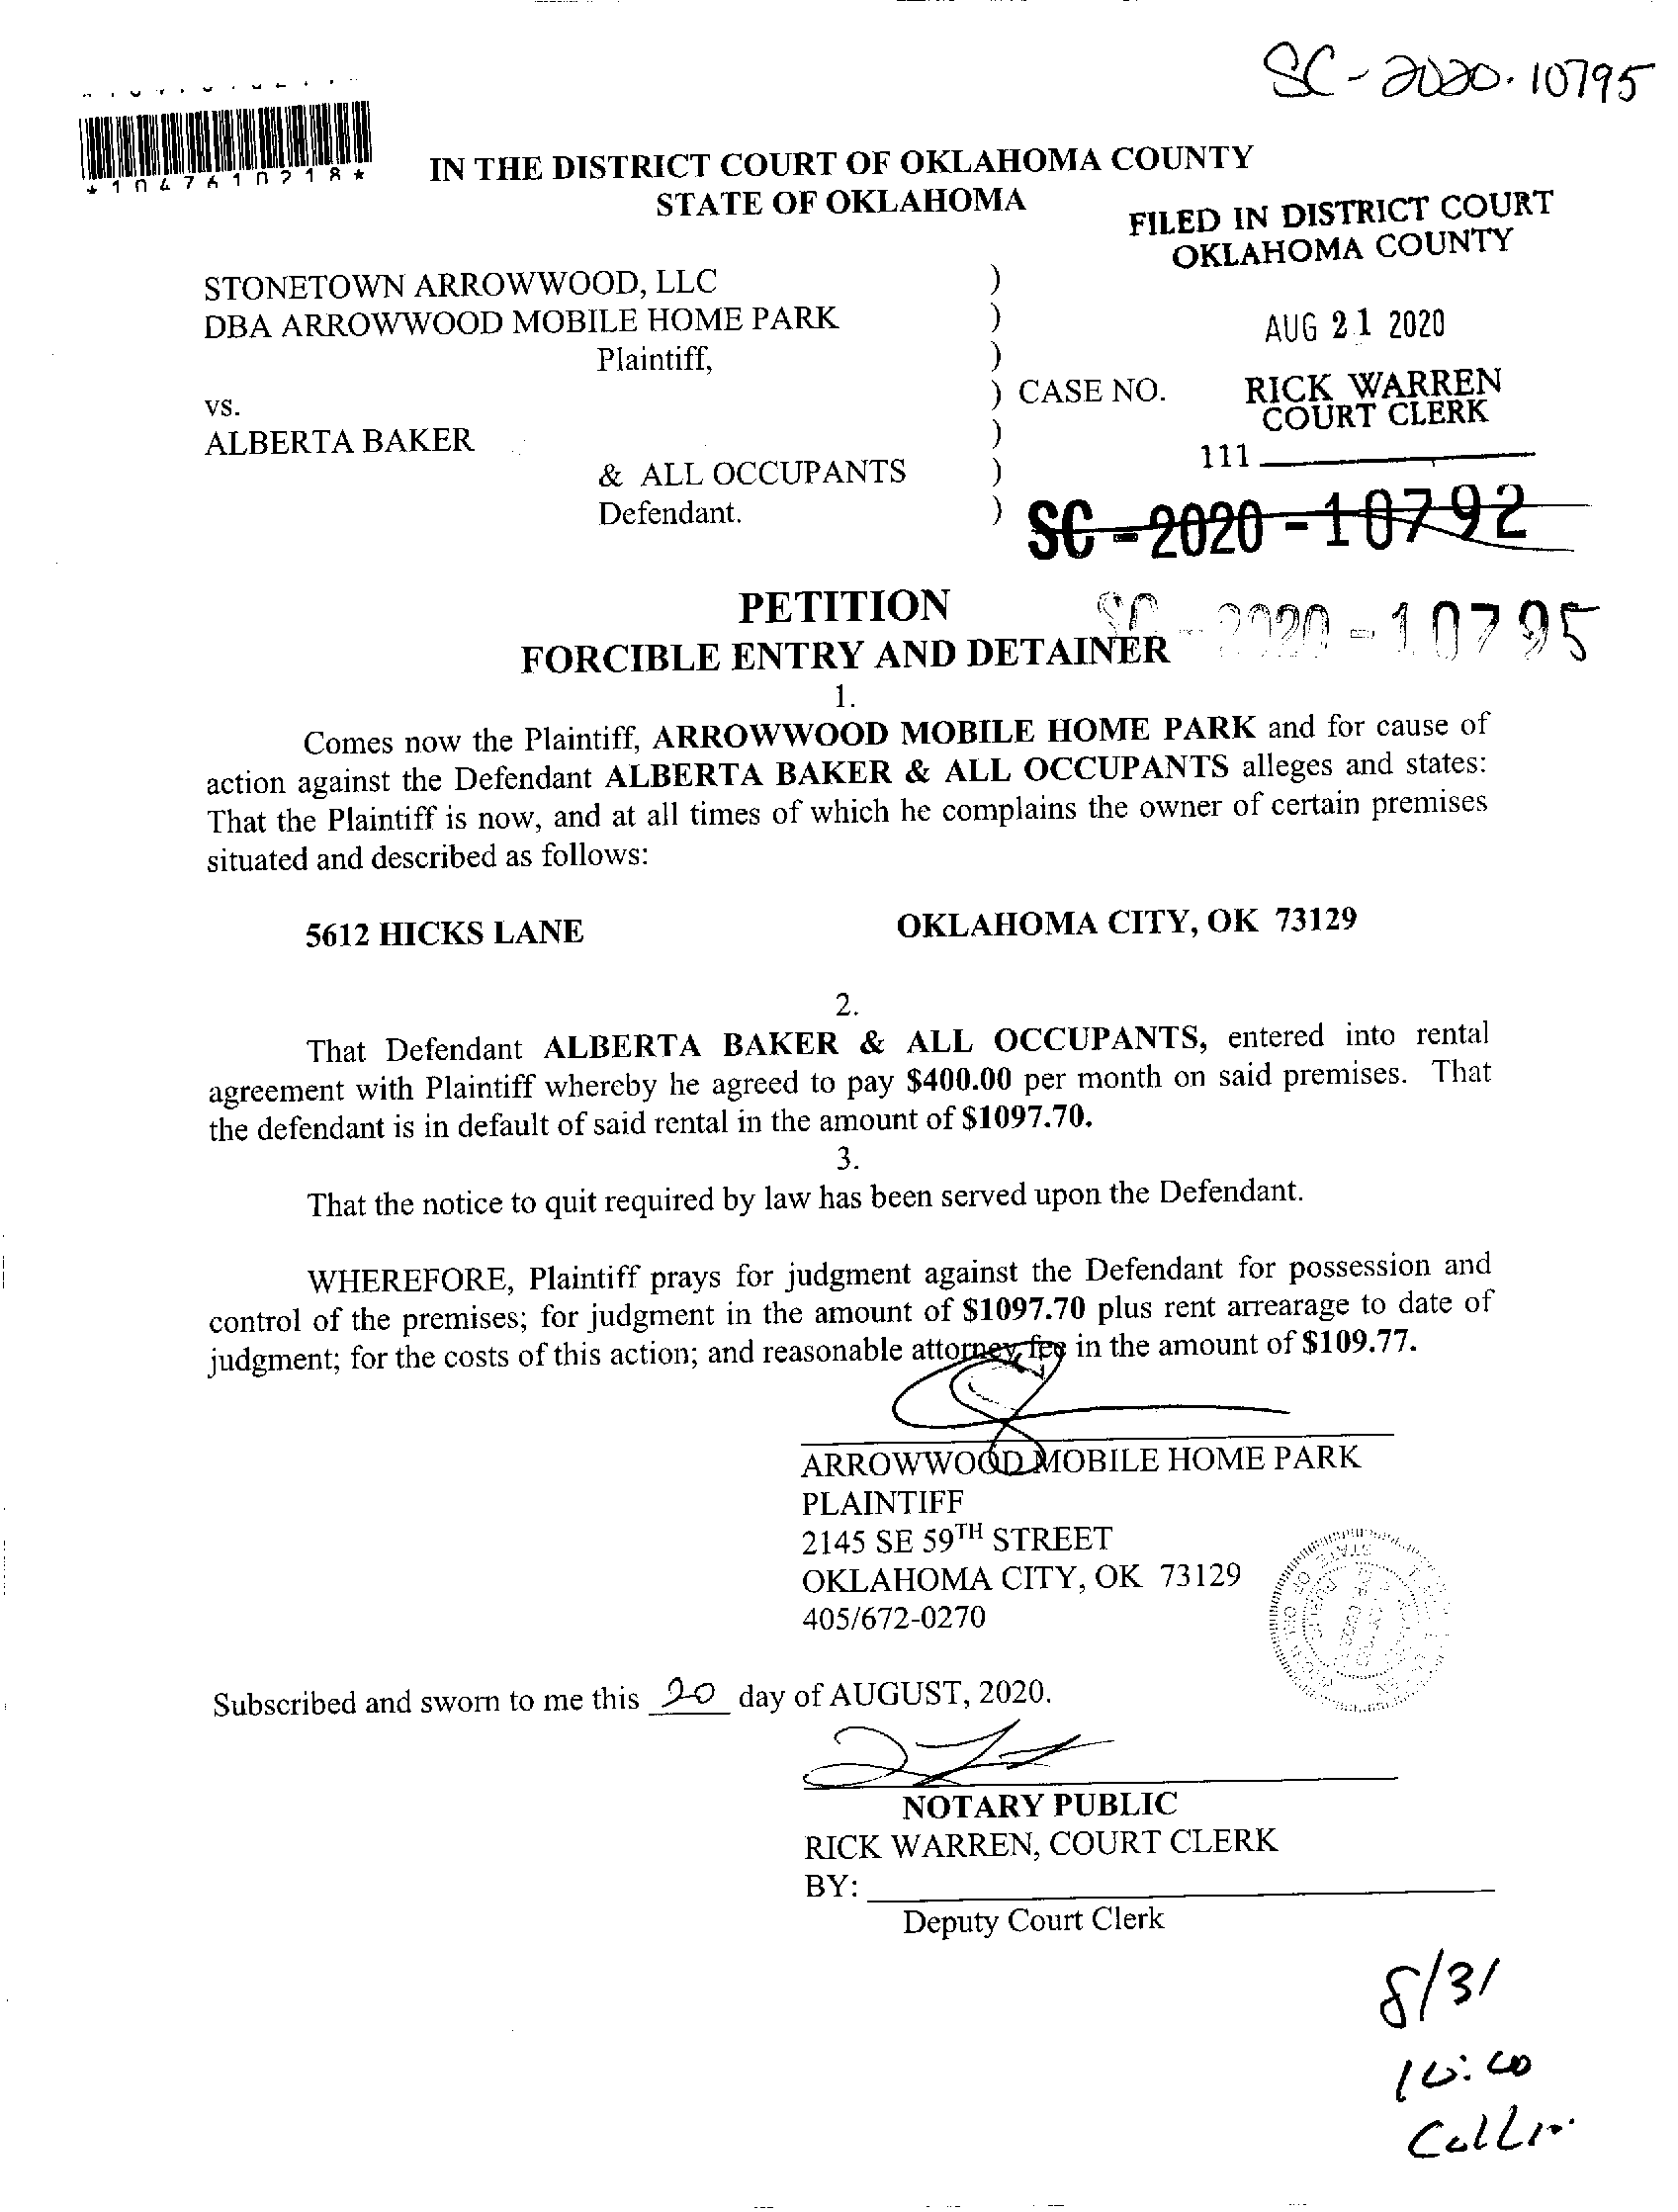 SC-2020-10795
*1047610218*
IN THE DISTRICT COURT OF OKLAHOMA COUNTY
STATE OF OKLAHOMA
FILED IN DISTRICT COURT
OKLAHOMA COUNTY
STONETOWN ARROWWOOD, LLC )
DBA ARROWWOOD MOBILE HOME PARK )
AUG 21 2020
Plaintiff, )
) CASE NO.
RICK WARREN
COURT CLERK
vs.
ALBERTA BAKER )
111
& ALL OCCUPANTS )
Defendant. )
SC-2020-10792
PETITION
SC-2020-10795
FORCIBLE ENTRY AND DETAINER
1.
Comes now the Plaintiff, ARROWWOOD MOBILE HOME PARK and for cause of
action against the Defendant ALBERTA BAKER & ALL OCCUPANTS alleges and states:
That the Plaintiff is now, and at all times of which he complains the owner of certain premises
situated and described as follows:
5612 HICKS LANE OKLAHOMA CITY, OK 73129
2.
That Defendant ALBERTA BAKER & ALL OCCUPANTS, entered into rental
agreement with Plaintiff whereby he agreed to pay $400.00 per month on said premises. That
the defendant is in default of said rental in the amount of $1097.70.
3.
That the notice to quit required by law has been served upon the Defendant.
WHEREFORE, Plaintiff prays for judgment against the Defendant for possession and
control of the premises; for judgment in the amount of $1097.70 plus rent arrearage to date of
judgment; for the costs of this action; and reasonable attorney fee in the amount of $109.77.
ARROWWOOD MOBILE HOME PARK
PLAINTIFF
2145 SE 59TH STREET
OKLAHOMA CITY, OK 73129
405/672-0270
Subscribed and sworn to me this 20 day of AUGUST, 2020.
NOTARY PUBLIC
RICK WARREN, COURT CLERK
BY:
Deputy Court Clerk
8/31
10:00